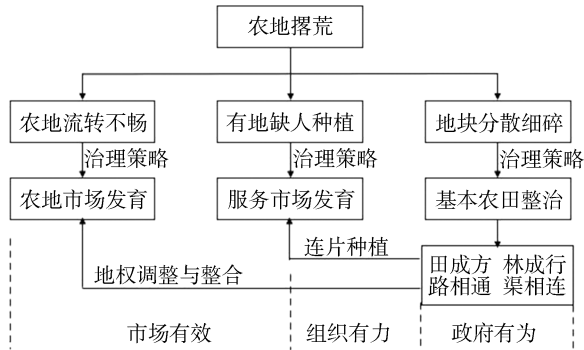 农地撂荒
农地流转不畅
有地缺人种植
地块分散细碎
治理策略
治理策略
治理策略
农地市场发育
服务市场发育
基本农田整治
连片种植
地权调整与整合
田成方 林成行
路相通 渠相连
市场有效
组织有力
政府有为